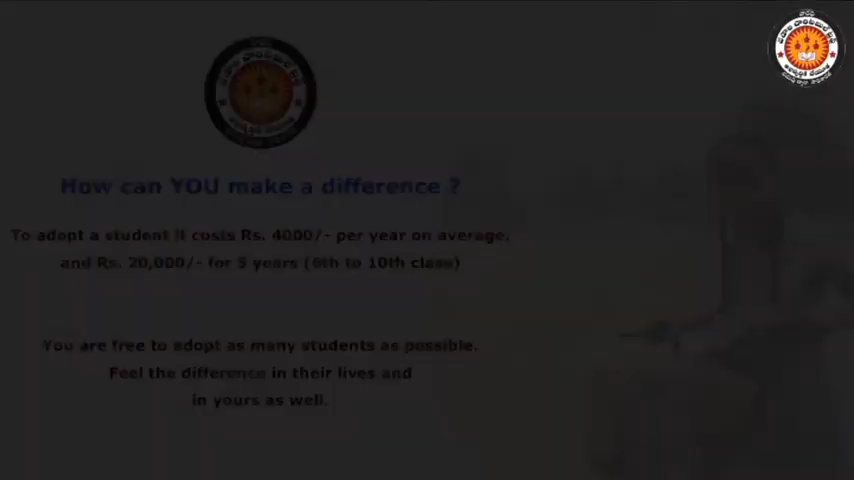 How can YOU make a difference ?
To adopt a student it costs Rs. 4000/- per year on average.
and Rs. 20,000/- for 5 years (6th to 10th class)
You are free to adopt as many students as possible.
Feel the difference in their lives and
in yours as well.